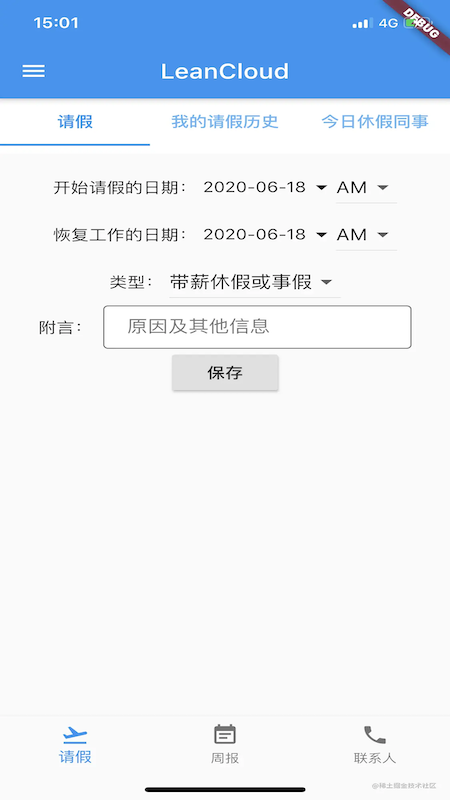 15:01
4G
DEBUG
LeanCloud
请假 我的请假历史 今日休假同事
开始请假的日期: 2020-06-18 AM
恢复工作的日期: 2020-06-18 AM
类型: 带薪休假或事假
附言: 原因及其他信息
保存
请假 周报 联系人
@稀土掘金技术社区